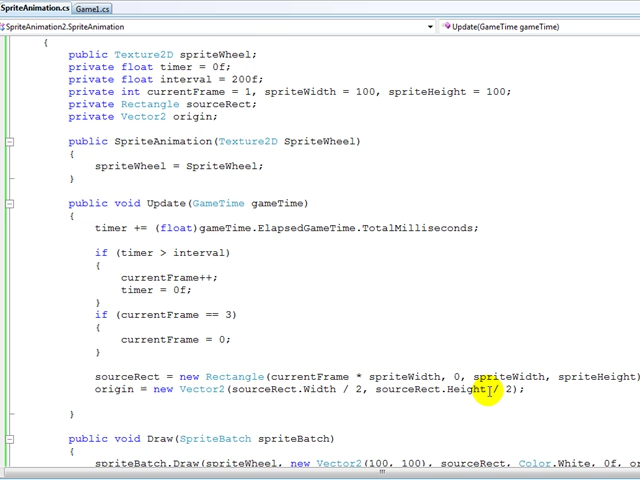 SpriteAnimation.cs Game1.cs
SpriteAnimation2.SpriteAnimation Update(GameTime gameTime)
{
public Texture2D spriteWheel;
private float timer = 0f;
private float interval = 200f;
private int currentFrame = 1, spriteWidth = 100, spriteHeight = 100;
private Rectangle sourceRect;
private Vector2 origin;
public SpriteAnimation(Texture2D SpriteWheel)
{
spriteWheel = SpriteWheel;
}
public void Update(GameTime gameTime)
{
timer += (float)gameTime.ElapsedGameTime.TotalMilliseconds;
if (timer > interval)
{
currentFrame++;
timer = 0f;
}
if (currentFrame == 3)
{
currentFrame = 0;
}
sourceRect = new Rectangle(currentFrame * spriteWidth, 0, spriteWidth, spriteHeight)
origin = new Vector2(sourceRect.Width / 2, sourceRect.Height / 2);
}
public void Draw(SpriteBatch spriteBatch)
{
spriteBatch.Draw(spriteWheel, new Vector2(100, 100), sourceRect, Color.White, 0f, or